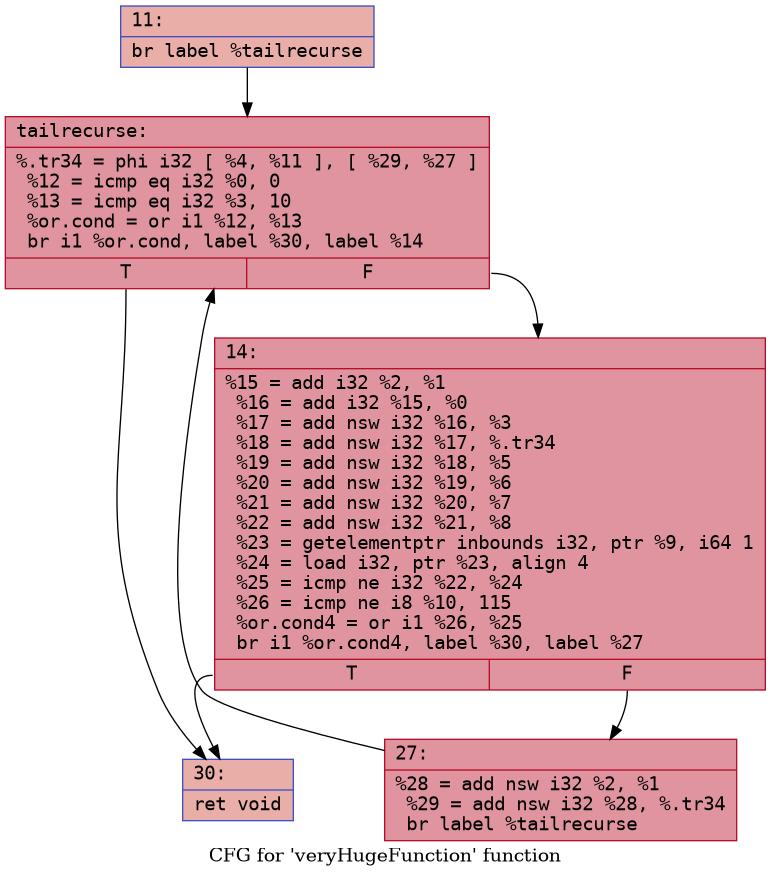 11:
br label %tailrecurse
tailrecurse:
%.tr34 = phi i32 [ %4, %11 ], [ %29, %27 ]
%12 = icmp eq i32 %0, 0
%13 = icmp eq i32 %3, 10
%or.cond = or i1 %12, %13
br i1 %or.cond, label %30, label %14
T F
14:
%15 = add i32 %2, %1
%16 = add i32 %15, %0
%17 = add nsw i32 %16, %3
%18 = add nsw i32 %17, %.tr34
%19 = add nsw i32 %18, %5
%20 = add nsw i32 %19, %6
%21 = add nsw i32 %20, %7
%22 = add nsw i32 %21, %8
%23 = getelementptr inbounds i32, ptr %9, i64 1
%24 = load i32, ptr %23, align 4
%25 = icmp ne i32 %22, %24
%26 = icmp ne i8 %10, 115
%or.cond4 = or i1 %26, %25
br i1 %or.cond4, label %30, label %27
T F
30:
ret void
27:
%28 = add nsw i32 %2, %1
%29 = add nsw i32 %28, %.tr34
br label %tailrecurse
CFG for 'veryHugeFunction' function